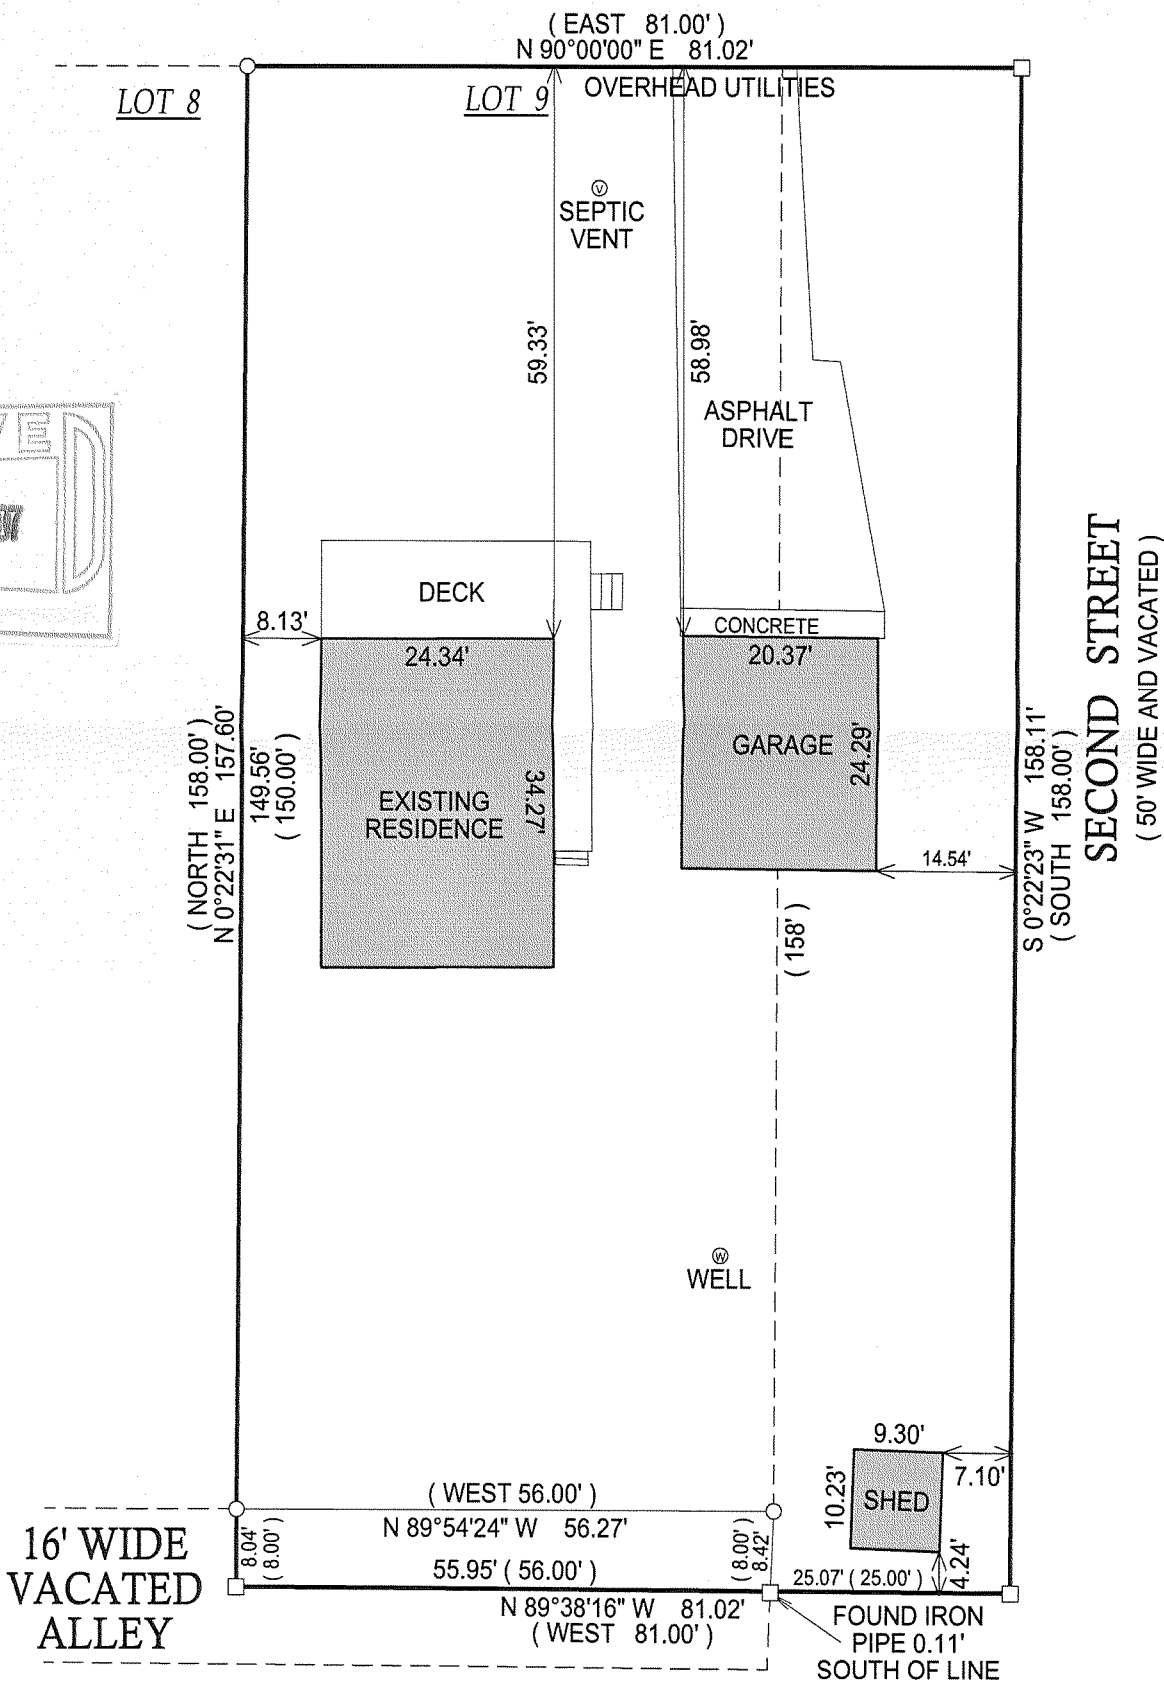 ( EAST 81.00' )
N 90°00'00" E 81.02'
OVERHEAD UTILITIES
LOT 8
LOT 9
V
SEPTIC
VENT
59.33'
58.98'
ASPHALT
DRIVE
DECK
CONCRETE
8.13'
24.34'
20.37'
GARAGE
24.29'
EXISTING
RESIDENCE
34.27'
14.54'
( NORTH 158.00' )
N 0°22'31" E 157.60'
149.56'
( 150.00' )
( 158' )
S 0°22'23" W 158.11'
( SOUTH 158.00' )
SECOND STREET
( 50' WIDE AND VACATED )
W
WELL
9.30'
7.10'
10.23'
SHED
4.24'
( WEST 56.00' )
N 89°54'24" W 56.27'
8.04'
( 8.00' )
( 8.00' )
8.42'
55.95' ( 56.00' )
25.07' ( 25.00' )
N 89°38'16" W 81.02'
( WEST 81.00' )
16' WIDE
VACATED
ALLEY
FOUND IRON
PIPE 0.11'
SOUTH OF LINE
VED
07